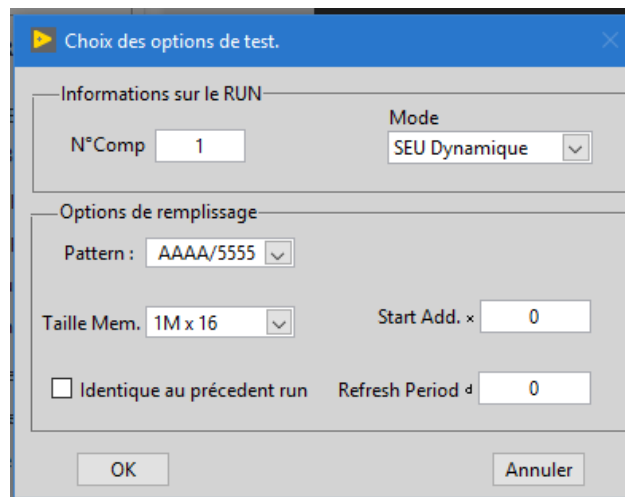 Choix des options de test.
Informations sur le RUN
Mode
N°Comp 1
SEU Dynamique
Options de remplissage
Pattern : AAAA/5555
Taille Mem. 1M x 16
Start Add. x 0
Identique au précedent run
Refresh Period d 0
OK
Annuler